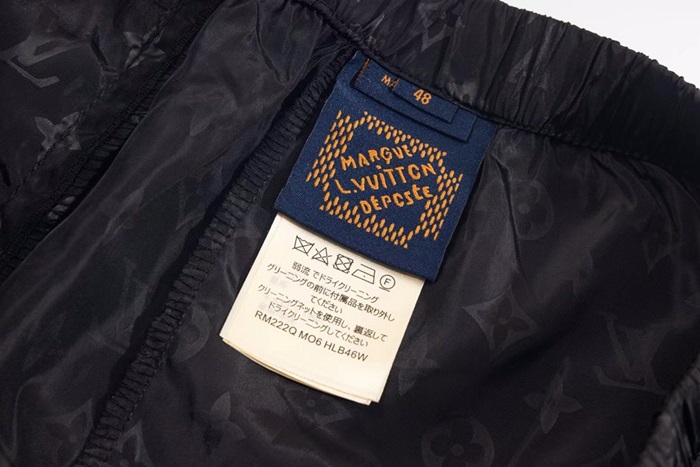 48
MARQUE
L.VUITTON
DÉPOSÉE
F
弱流でドライクリーニング
クリーニングの前に付属品を取り外し
てください
クリーニングネットを使用し、裏返して
ドライクリーニングしてください
RM222Q MO6 HLB46W